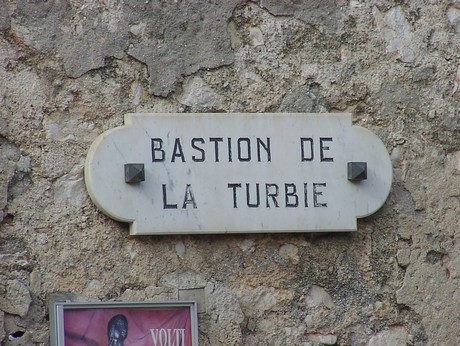 BASTION DE
LA TURBIE
VOLTI